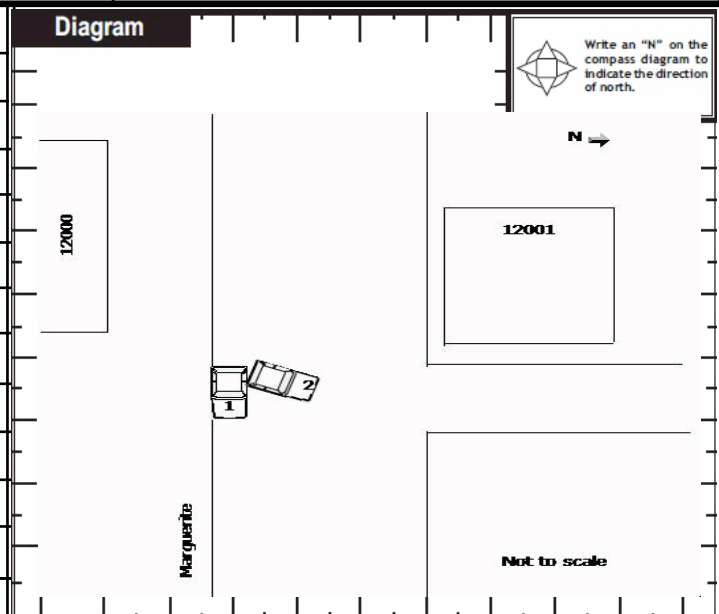 Diagram
Write an “N” on the
compass diagram to
indicate the direction
of north.
N
12000
12001
2
1
Marguerite
Not to scale